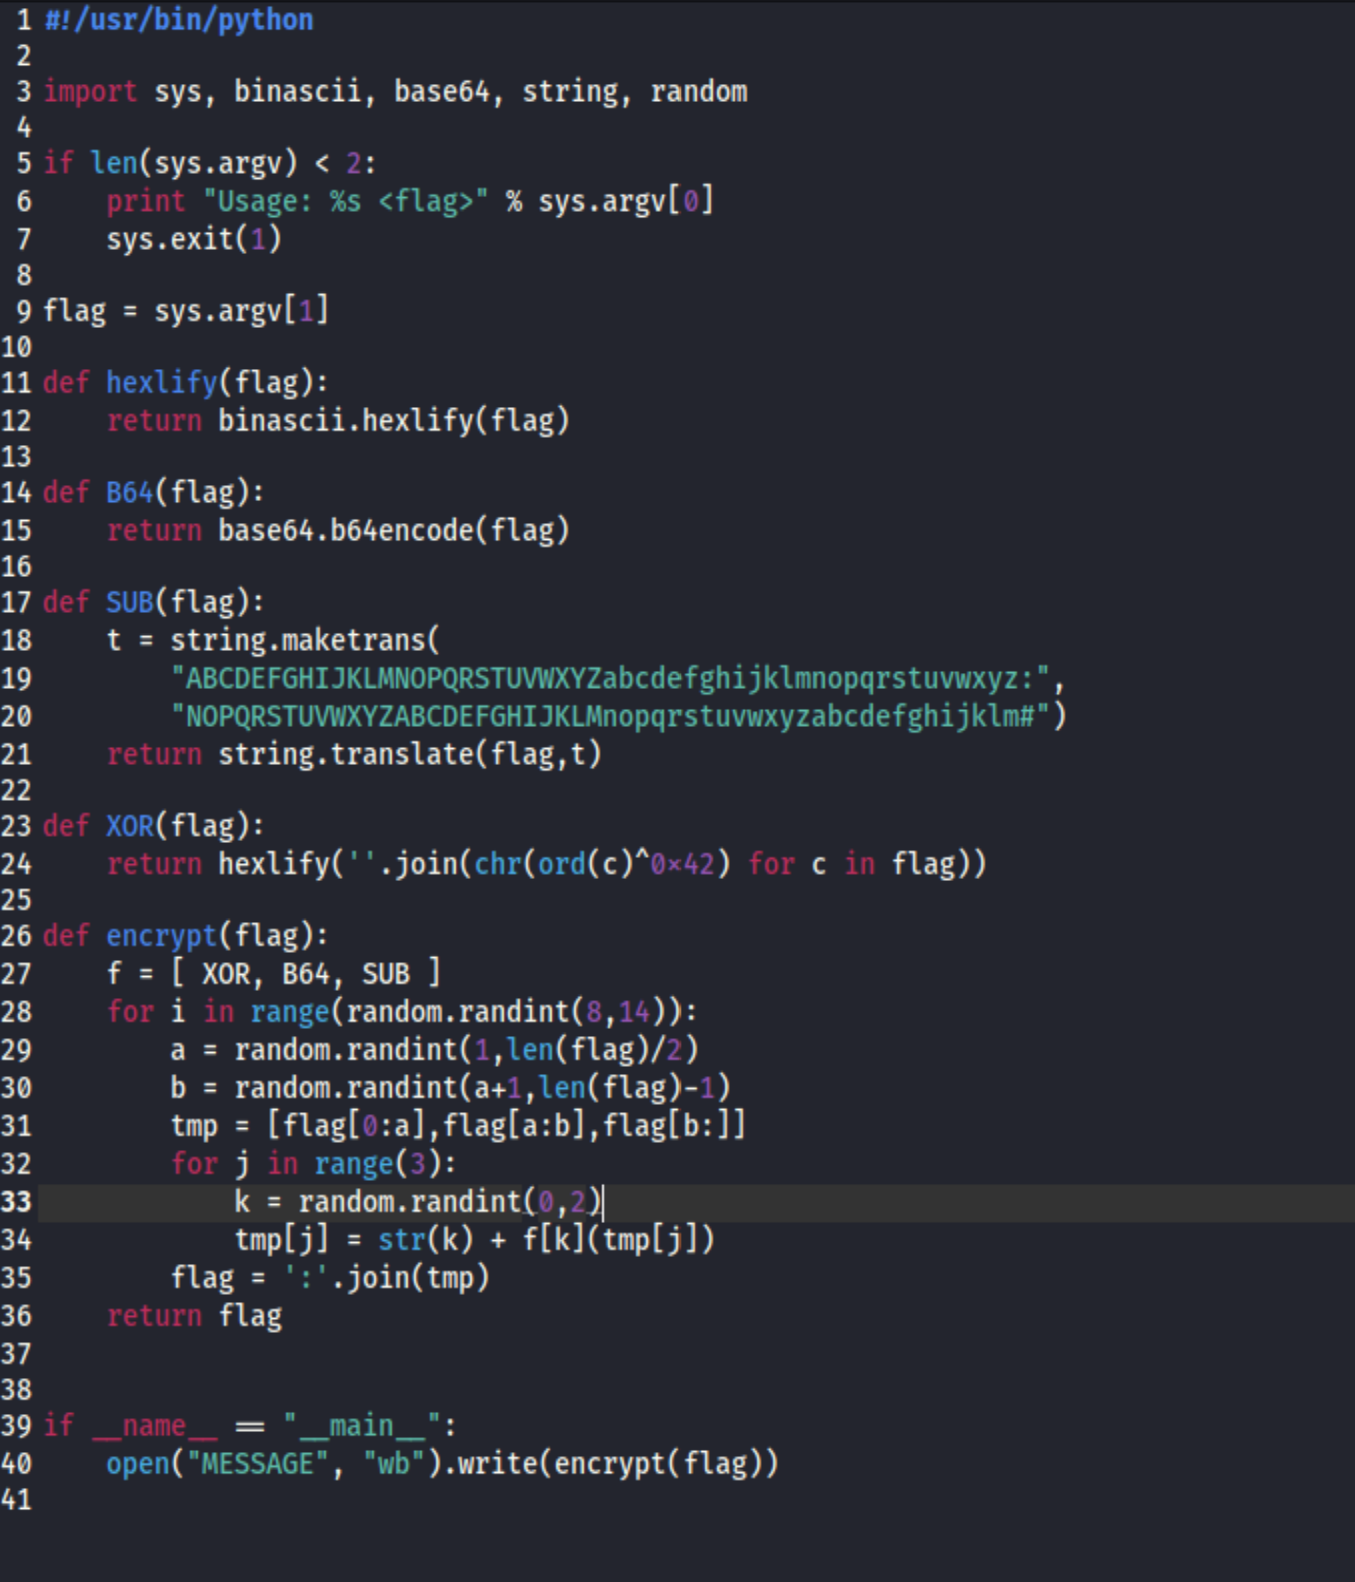 1 #!/usr/bin/python
2
3 import sys, binascii, base64, string, random
4
5 if len(sys.argv) < 2:
6     print "Usage: %s <flag>" % sys.argv[0]
7     sys.exit(1)
8
9 flag = sys.argv[1]
10
11 def hexlify(flag):
12     return binascii.hexlify(flag)
13
14 def B64(flag):
15     return base64.b64encode(flag)
16
17 def SUB(flag):
18     t = string.maketrans(
19         "ABCDEFGHIJKLMNOPQRSTUVWXYZabcdefghijklmnopqrstuvwxyz:",
20         "NOPQRSTUVWXYZABCDEFGHIJKLMnopqrstuvwxyzabcdefghijklm#")
21     return string.translate(flag,t)
22
23 def XOR(flag):
24     return hexlify(''.join(chr(ord(c)^0x42) for c in flag))
25
26 def encrypt(flag):
27     f = [ XOR, B64, SUB ]
28     for i in range(random.randint(8,14)):
29         a = random.randint(1,len(flag)/2)
30         b = random.randint(a+1,len(flag)-1)
31         tmp = [flag[0:a],flag[a:b],flag[b:]]
32         for j in range(3):
33             k = random.randint(0,2)
34             tmp[j] = str(k) + f[k](tmp[j])
35         flag = ':'.join(tmp)
36     return flag
37
38
39 if __name__ == "__main__":
40     open("MESSAGE", "wb").write(encrypt(flag))
41